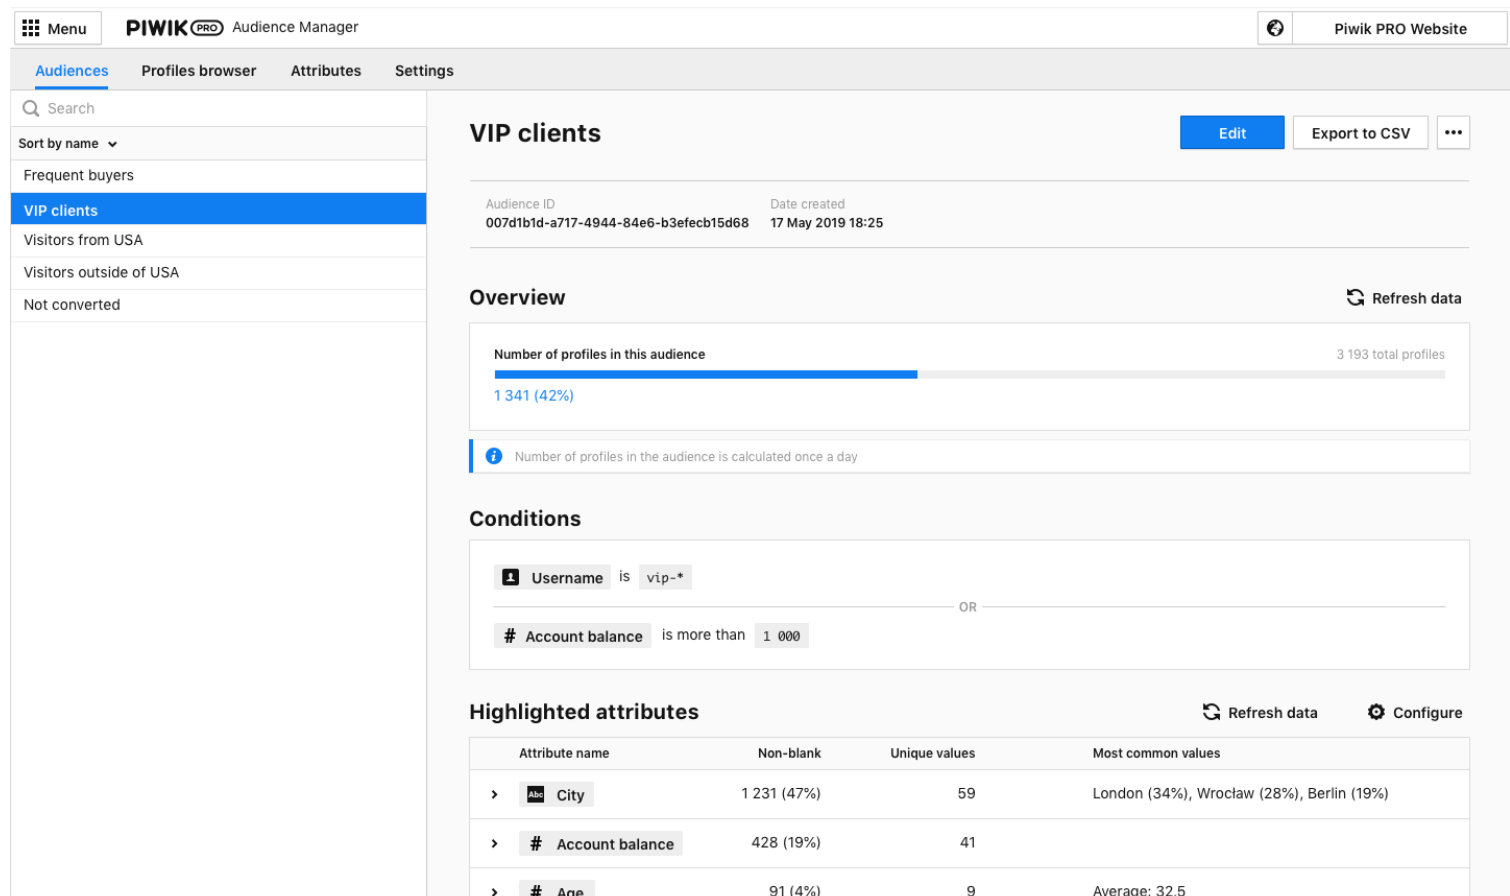 Menu PIWIK PRO Audience Manager Piwik PRO Website
Audiences Profiles browser Attributes Settings
Search
Sort by name
Frequent buyers
VIP clients
Visitors from USA
Visitors outside of USA
Not converted
VIP clients Edit Export to CSV •••
Audience ID Date created
007d1b1d-a717-4944-84e6-b3efecb15d68 17 May 2019 18:25
Overview Refresh data
Number of profiles in this audience 3 193 total profiles
1 341 (42%)
i Number of profiles in the audience is calculated once a day
Conditions
Username is vip-*
OR
# Account balance is more than 1 000
Highlighted attributes Refresh data Configure
Attribute name Non-blank Unique values Most common values
Abc City 1 231 (47%) 59 London (34%), Wrocław (28%), Berlin (19%)
# Account balance 428 (19%) 41
# Age 91 (4%) 9 Average: 32.5